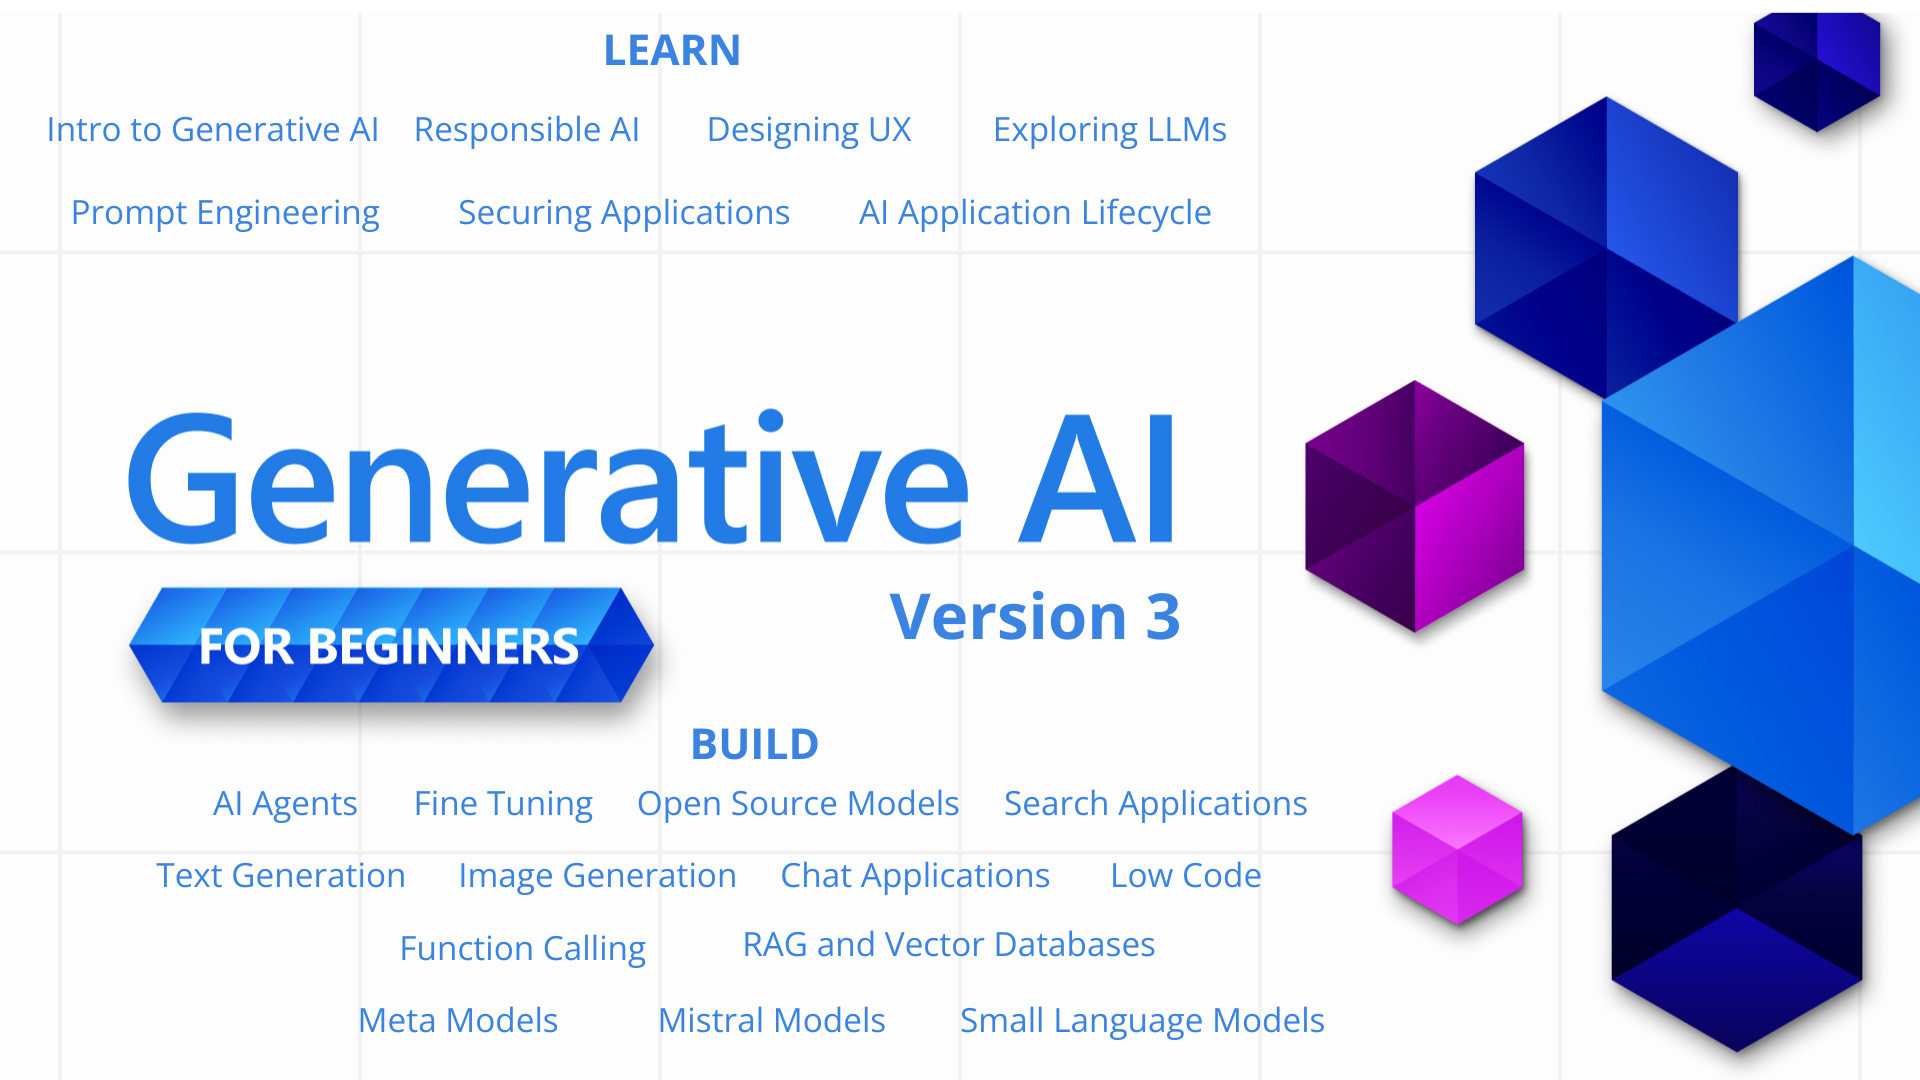 LEARN
Intro to Generative AI Responsible AI Designing UX Exploring LLMs
Prompt Engineering Securing Applications AI Application Lifecycle
Generative AI
FOR BEGINNERS
Version 3
BUILD
AI Agents Fine Tuning Open Source Models Search Applications
Text Generation Image Generation Chat Applications Low Code
Function Calling RAG and Vector Databases
Meta Models Mistral Models Small Language Models